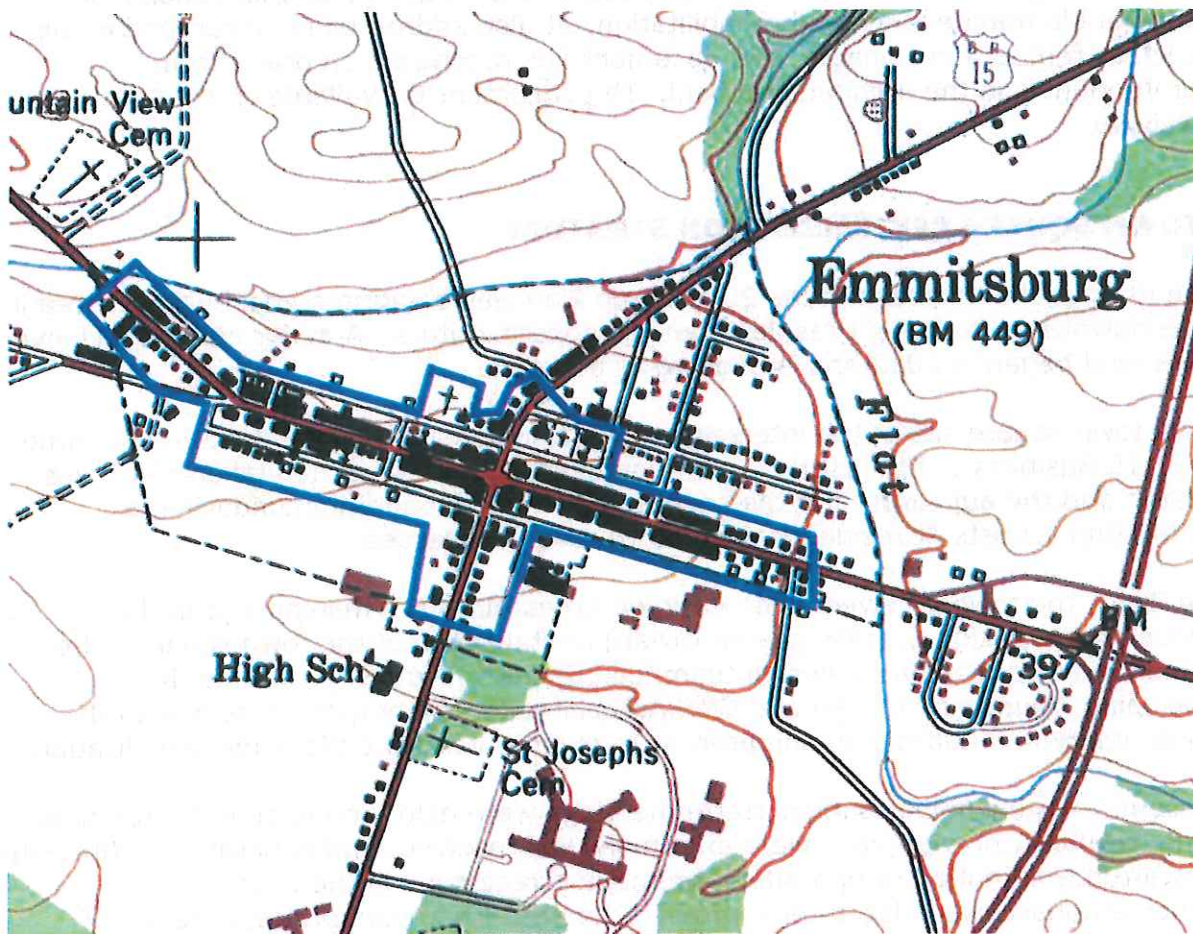 B R
15
untain View
Cem
Emmitsburg
(BM 449)
Flat
BM
397
High Sch
St Josephs
Cem